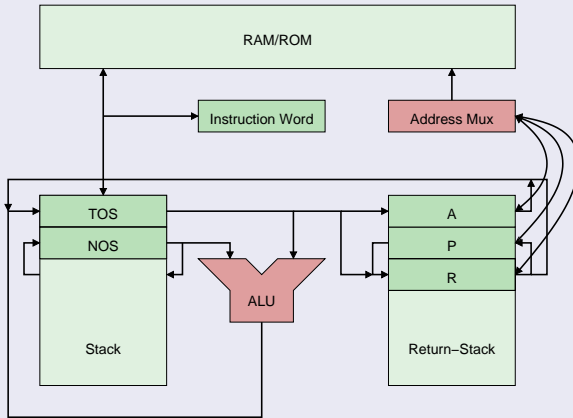 RAM/ROM
Instruction Word
Address Mux
TOS
A
NOS
P
R
ALU
Stack
Return−Stack